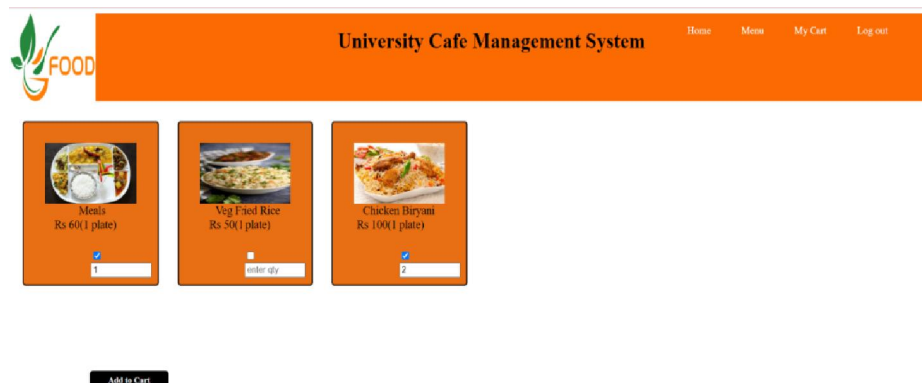 FOOD
University Cafe Management System
Home Menu My Cart Log out
Meals
Rs 60(1 plate)
1
Veg Fried Rice
Rs 50(1 plate)
enter qty
Chicken Biryani
Rs 100(1 plate)
2
Add to Cart